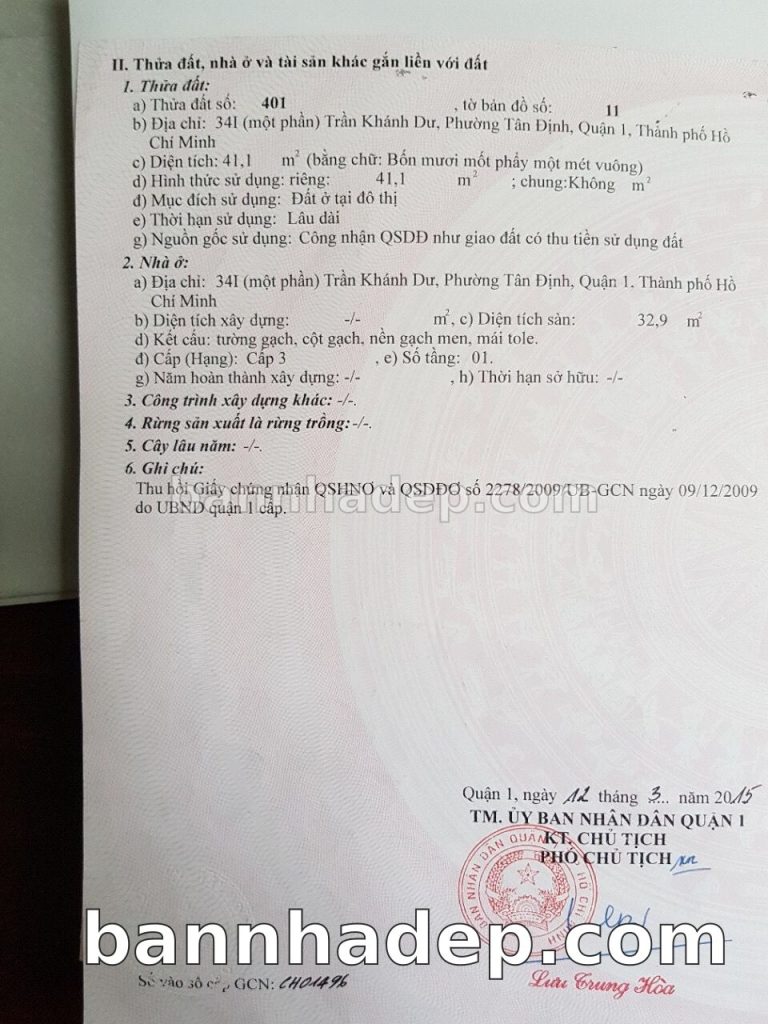 II. Thửa đất, nhà ở và tài sản khác gắn liền với đất
1. Thửa đất:
a) Thửa đất số: 401 , tờ bản đồ số: 11
b) Địa chỉ: 34I (một phần) Trần Khánh Dư, Phường Tân Định, Quận 1, Thành phố Hồ
Chí Minh
c) Diện tích: 41,1 m² (bằng chữ: Bốn mươi mốt phẩy một mét vuông)
d) Hình thức sử dụng: riêng: 41,1 m² ; chung:Không m²
đ) Mục đích sử dụng: Đất ở tại đô thị
e) Thời hạn sử dụng: Lâu dài
g) Nguồn gốc sử dụng: Công nhận QSDĐ như giao đất có thu tiền sử dụng đất
2. Nhà ở:
a) Địa chỉ: 34I (một phần) Trần Khánh Dư, Phường Tân Định, Quận 1, Thành phố Hồ
Chí Minh
b) Diện tích xây dựng: -/- m², c) Diện tích sàn: 32,9 m²
d) Kết cấu: tường gạch, cột gạch, nền gạch men, mái tole.
đ) Cấp (Hạng): Cấp 3 , e) Số tầng: 01.
g) Năm hoàn thành xây dựng: -/- , h) Thời hạn sở hữu: -/-
3. Công trình xây dựng khác: -/-.
4. Rừng sản xuất là rừng trồng:-/-.
5. Cây lâu năm: -/-.
6. Ghi chú:
Thu hồi Giấy chứng nhận QSHNƠ và QSDĐƠ số 2278/2009/UB-GCN ngày 09/12/2009
bannhadep.com
do UBND quận 1 cấp.
Quận 1, ngày 12 tháng 3... năm 2015
TM. ỦY BAN NHÂN DÂN QUẬN 1
KT. CHỦ TỊCH
PHÓ CHỦ TỊCH
bannhadep.com
Số vào sổ cấp GCN: CH01496
Lưu Trung Hòa